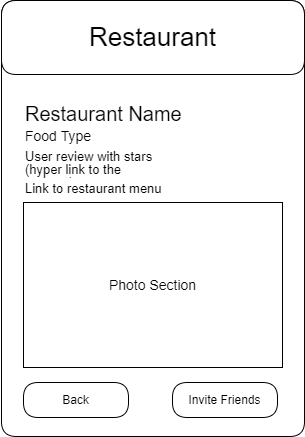 Restaurant
Restaurant Name
Food Type
User review with stars
(hyper link to the
Link to restaurant menu
Photo Section
Back
Invite Friends